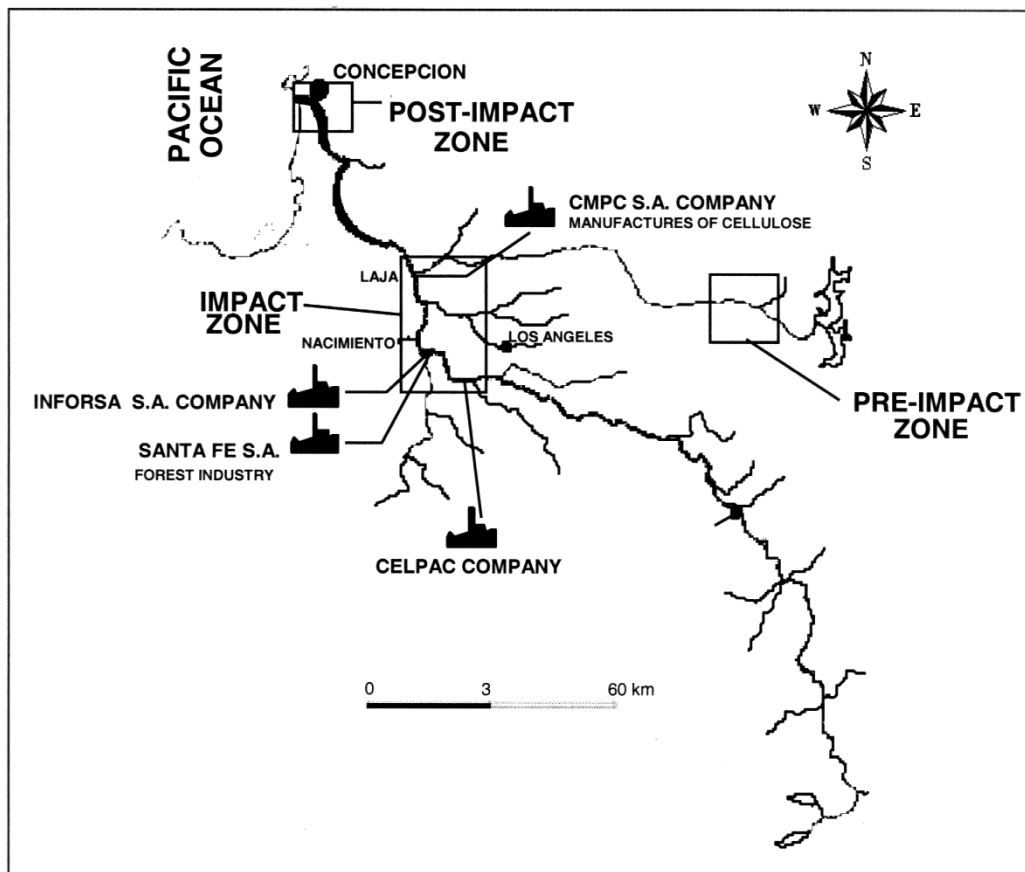 PACIFIC
OCEAN
CONCEPCION
POST-IMPACT
ZONE
N
W
E
S
CMPC S.A. COMPANY
MANUFACTURES OF CELLULOSE
LAJA
IMPACT
ZONE
NACIMIENTO
LOS ANGELES
INFORSA S.A. COMPANY
PRE-IMPACT
ZONE
SANTA FE S.A.
FOREST INDUSTRY
CELPAC COMPANY
0 3 60 km